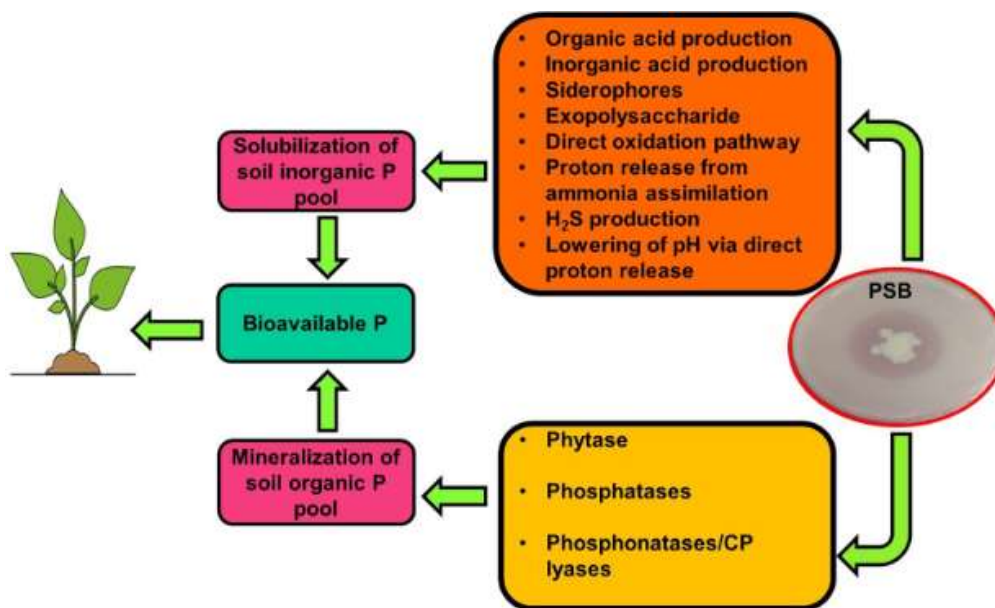 • Organic acid production
• Inorganic acid production
• Siderophores
• Exopolysaccharide
• Direct oxidation pathway
• Proton release from
ammonia assimilation
• H₂S production
• Lowering of pH via direct
proton release
Solubilization of
soil inorganic P
pool
PSB
Bioavailable P
Mineralization of
soil organic P
pool
• Phytase
• Phosphatases
• Phosphonatases/CP
lyases